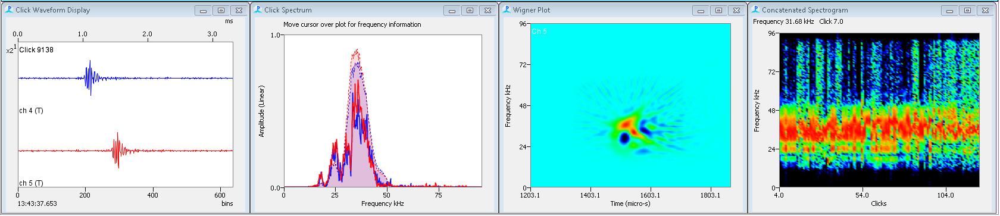 Click Waveform Display
ms
0.0 1.0 2.0 3.0
x2^1
Click 9138
ch 4 (T)
ch 5 (T)
0 200 400 600
13:43:37.653 bins
Click Spectrum
Move cursor over plot for frequency information
1.0
Amplitude (Linear)
0.0
0 25 50 75
Frequency kHz
Wigner Plot
96
Ch 5
72
48
24
0
Frequency kHz
1203.1 1403.1 1603.1 1803.1
Time (micro-s)
Concatenated Spectrogram
Frequency 31.68 kHz Click 7.0
96
72
48
24
0
Frequency kHz
4.0 54.0 104.0
Clicks